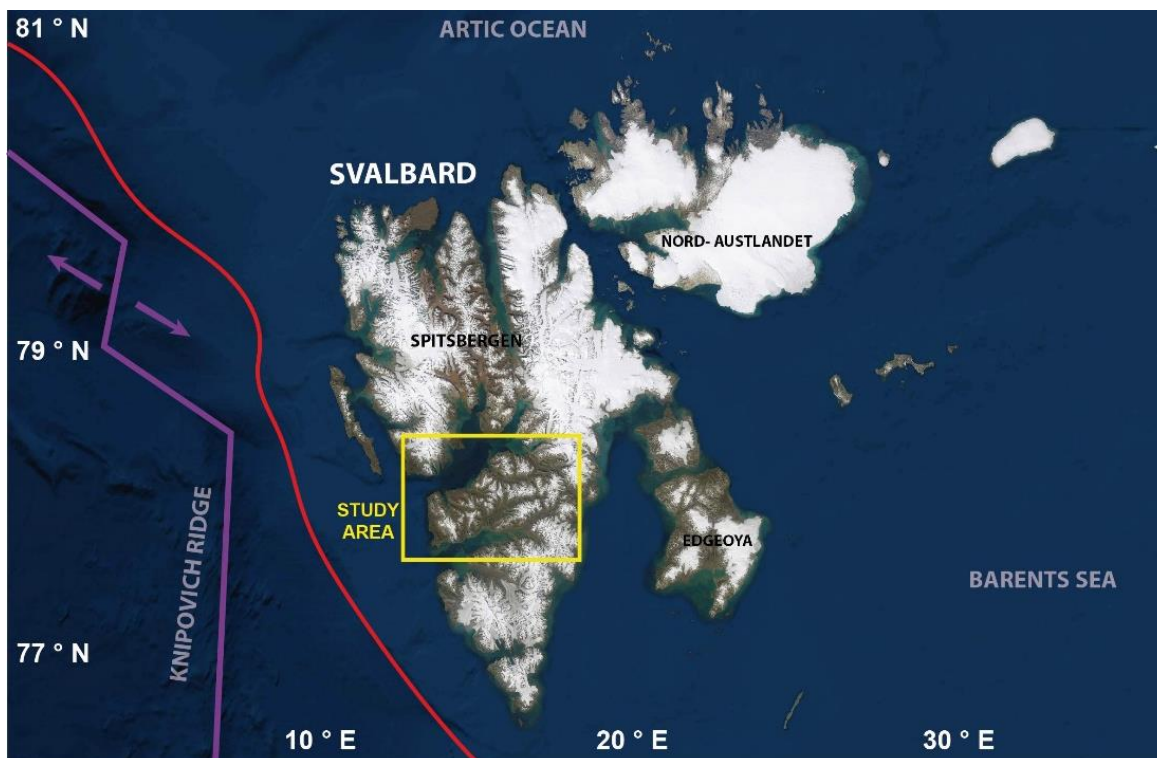 81 ° N
ARTIC OCEAN
SVALBARD
NORD- AUSTLANDET
SPITSBERGEN
79 ° N
STUDY
AREA
KNIPOVICH RIDGE
EDGEOYA
BARENTS SEA
77 ° N
10 ° E
20 ° E
30 ° E